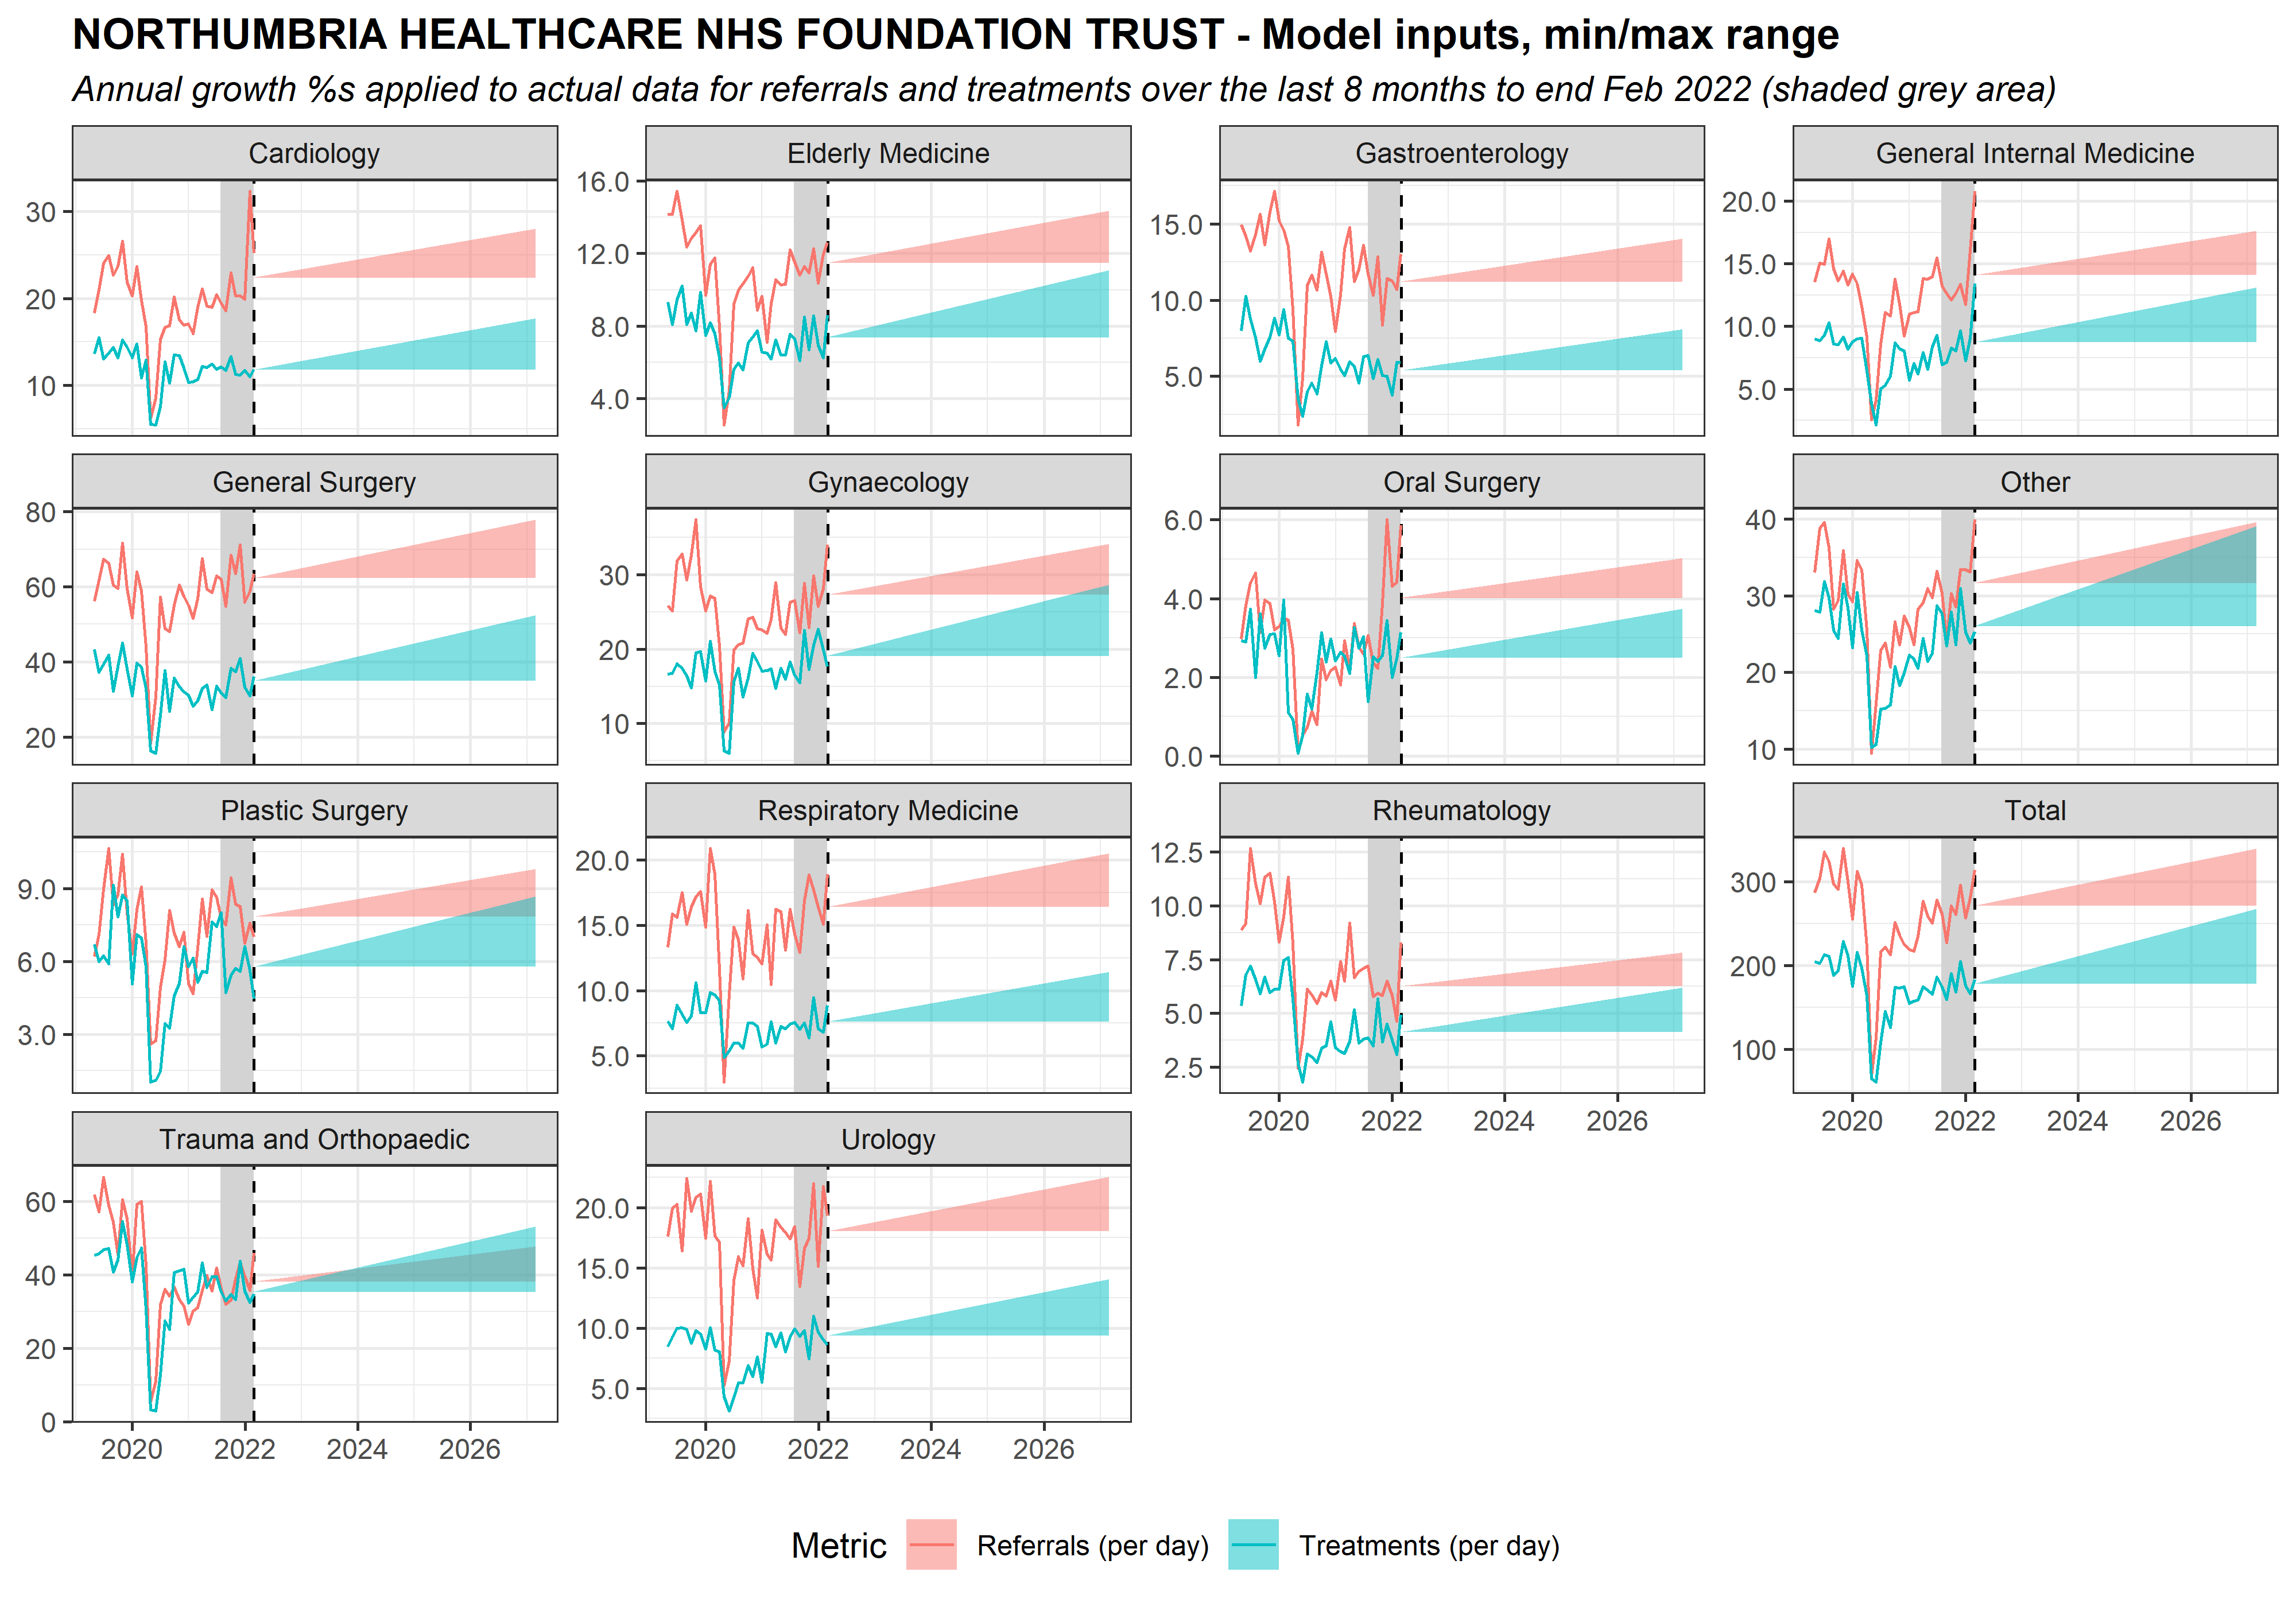 NORTHUMBRIA HEALTHCARE NHS FOUNDATION TRUST - Model inputs, min/max range
Annual growth %s applied to actual data for referrals and treatments over the last 8 months to end Feb 2022 (shaded grey area)
Cardiology
30
20
10
Elderly Medicine
16.0
12.0
8.0
4.0
Gastroenterology
15.0
10.0
5.0
General Internal Medicine
20.0
15.0
10.0
5.0
General Surgery
80
60
40
20
Gynaecology
30
20
10
Oral Surgery
6.0
4.0
2.0
0.0
Other
40
30
20
10
Plastic Surgery
9.0
6.0
3.0
Respiratory Medicine
20.0
15.0
10.0
5.0
Rheumatology
12.5
10.0
7.5
5.0
2.5
2020 2022 2024 2026
Total
300
200
100
2020 2022 2024 2026
Trauma and Orthopaedic
60
40
20
0
2020 2022 2024 2026
Urology
20.0
15.0
10.0
5.0
2020 2022 2024 2026
Metric Referrals (per day) Treatments (per day)